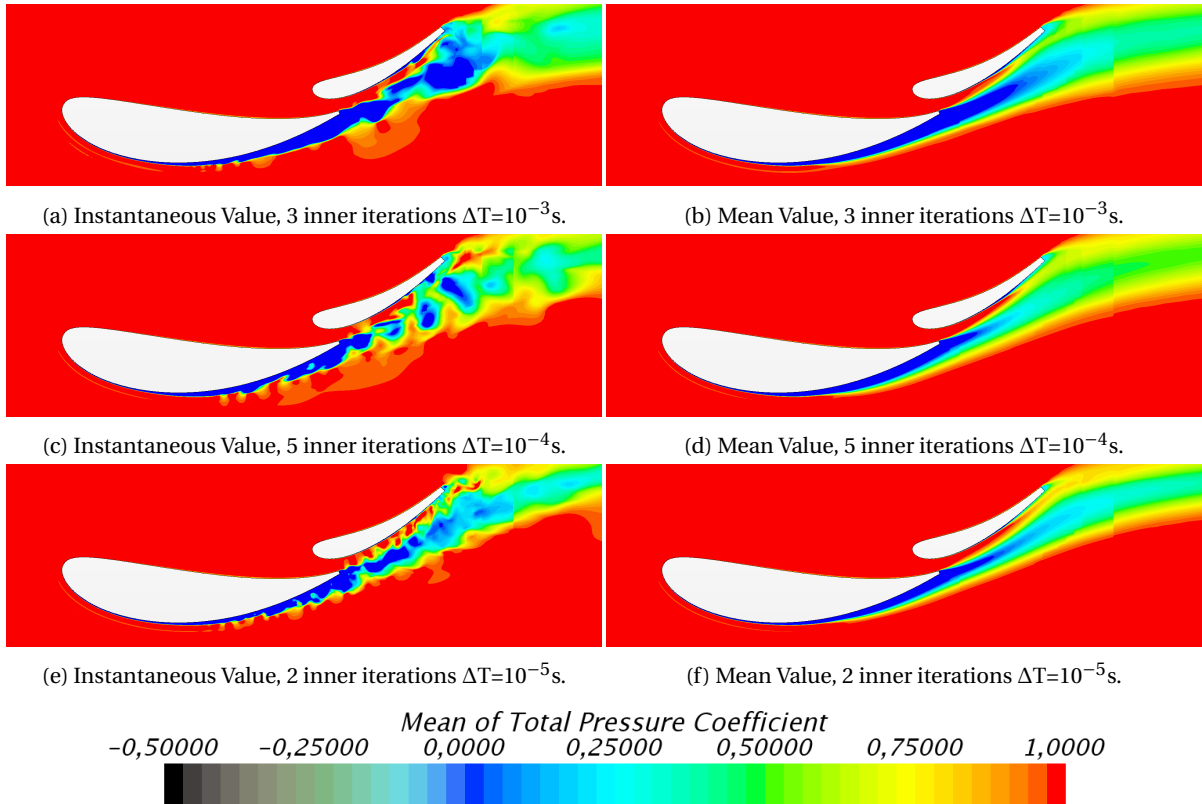 (a) Instantaneous Value, 3 inner iterations ΔT=10⁻³s.
(b) Mean Value, 3 inner iterations ΔT=10⁻³s.
(c) Instantaneous Value, 5 inner iterations ΔT=10⁻⁴s.
(d) Mean Value, 5 inner iterations ΔT=10⁻⁴s.
(e) Instantaneous Value, 2 inner iterations ΔT=10⁻⁵s.
(f) Mean Value, 2 inner iterations ΔT=10⁻⁵s.
Mean of Total Pressure Coefficient
-0,50000 -0,25000 0,0000 0,25000 0,50000 0,75000 1,0000